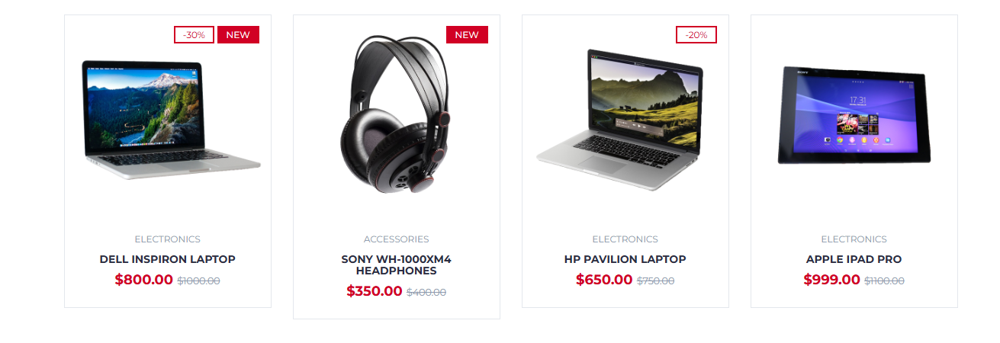 -30% NEW
ELECTRONICS
DELL INSPIRON LAPTOP
$800.00 $1000.00
NEW
ACCESSORIES
SONY WH-1000XM4
HEADPHONES
$350.00 $400.00
-20%
ELECTRONICS
HP PAVILION LAPTOP
$650.00 $750.00
SONY
17:31
ELECTRONICS
APPLE IPAD PRO
$999.00 $1100.00